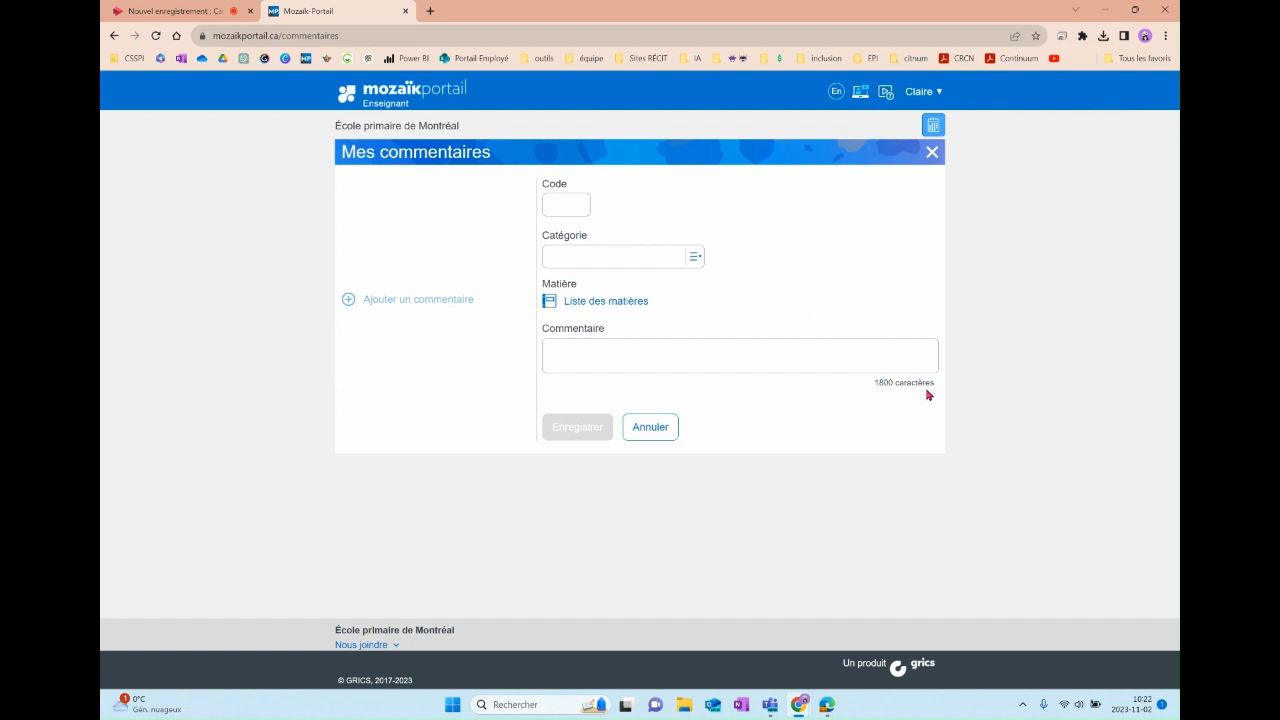 Nouvel enregistrement : Ca
Mozaïk-Portail
mozaikportail.ca/commentaires
CSSPI
MP
Power BI
Portail Employé
outils
équipe
Sites RÉCIT
IA
inclusion
EPI
citnum
CRCN
Continuum
Tous les favoris
mozaïkportail
Enseignant
En
Claire
École primaire de Montréal
Mes commentaires
Code
Catégorie
Matière
Liste des matières
Ajouter un commentaire
Commentaire
1800 caractères
Enregistrer
Annuler
École primaire de Montréal
Nous joindre
Un produit grics
© GRICS, 2017-2023
1
0°C
Gén. nuageux
Rechercher
10:22
2023-11-02